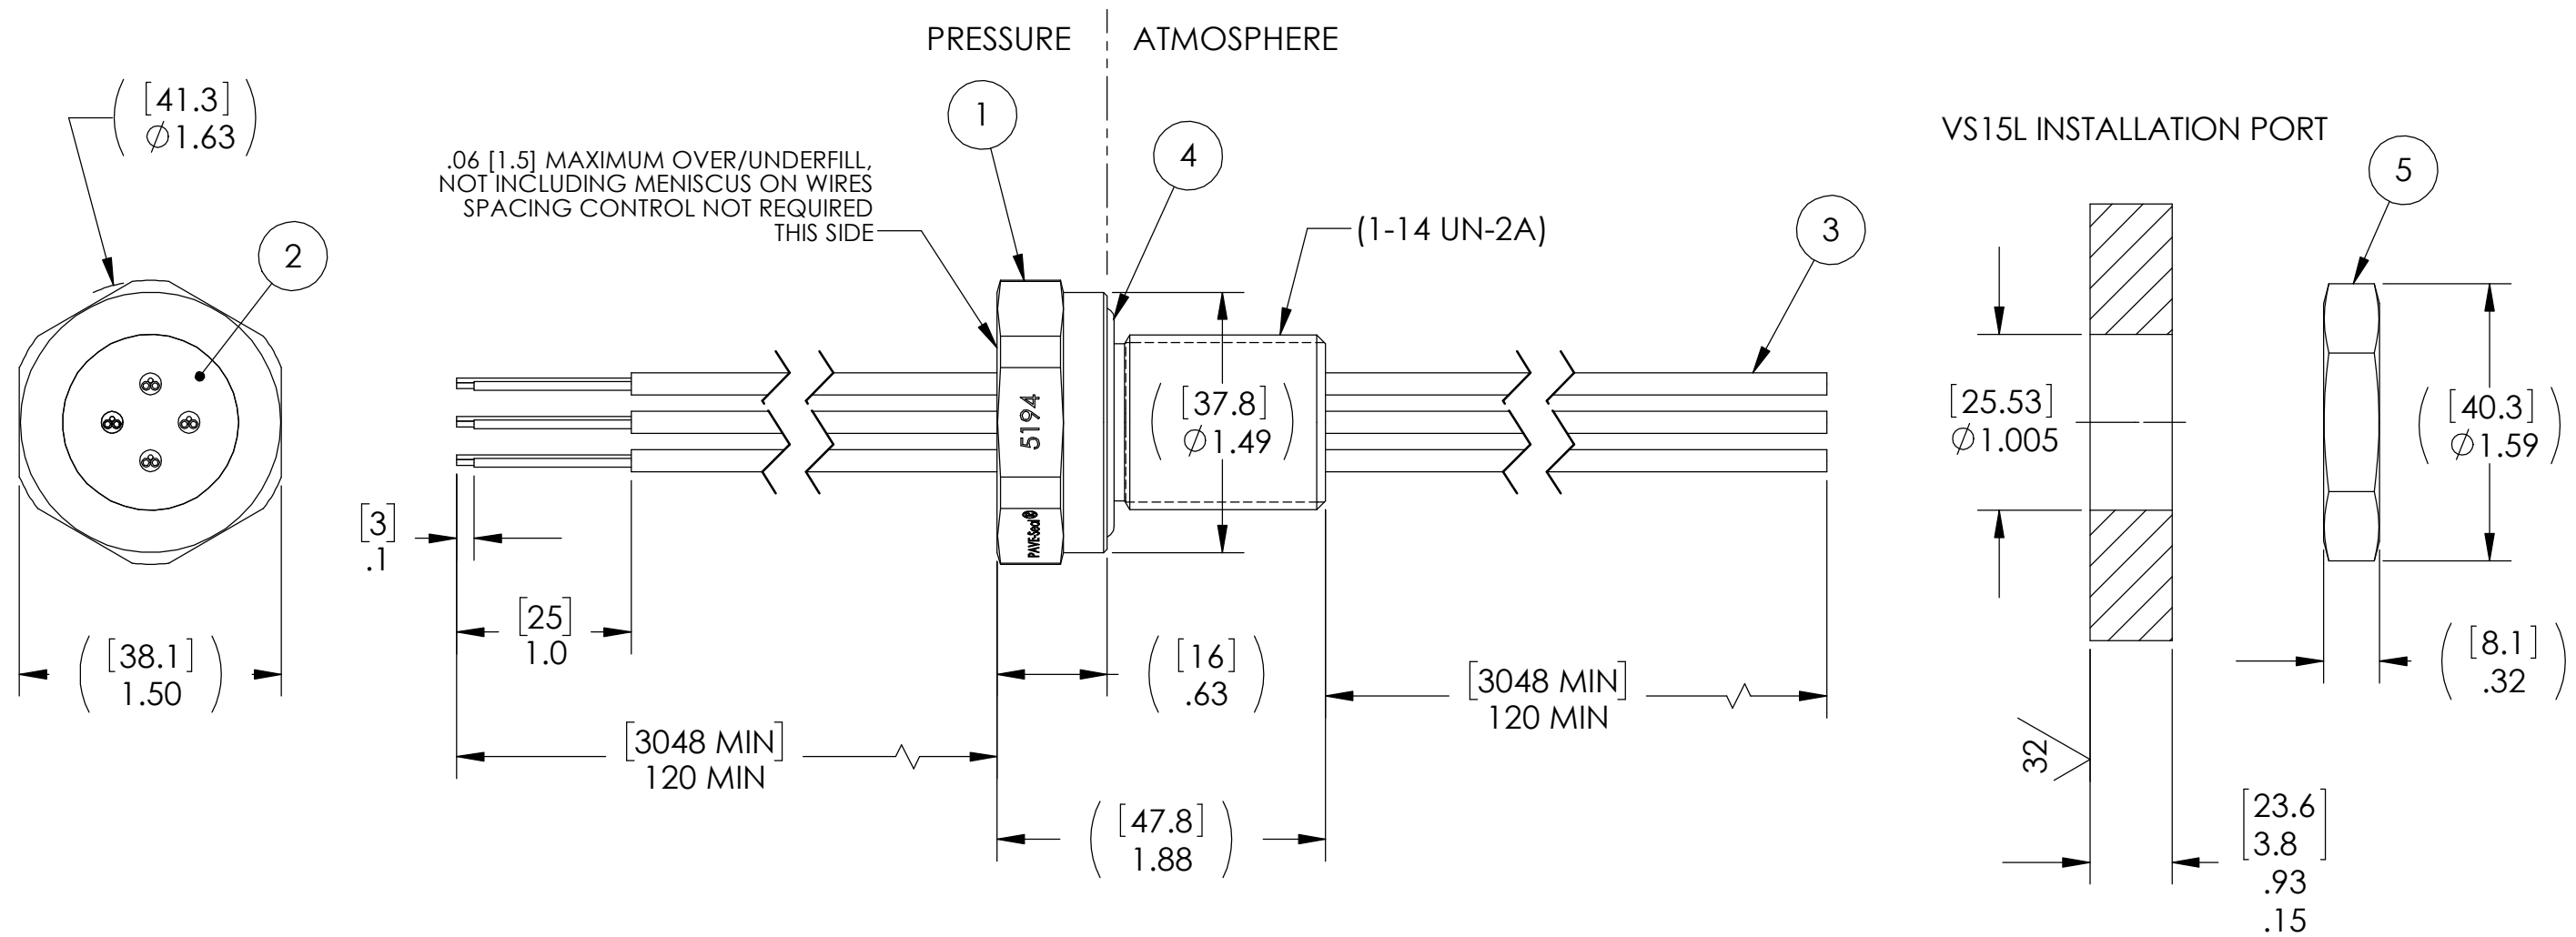 PRESSURE
ATMOSPHERE
[41.3]
∅1.63
1
4
VS15L INSTALLATION PORT
5
.06 [1.5] MAXIMUM OVER/UNDERFILL,
NOT INCLUDING MENISCUS ON WIRES
SPACING CONTROL NOT REQUIRED
THIS SIDE
2
(1-14 UN-2A)
3
5194
PAVE-Seal®
[37.8]
∅1.49
[25.53]
∅1.005
[40.3]
∅1.59
[3]
.1
[25]
1.0
[38.1]
1.50
[16]
.63
[3048 MIN]
120 MIN
[8.1]
.32
[3048 MIN]
120 MIN
32
[47.8]
1.88
[23.6
3.8]
.93
.15